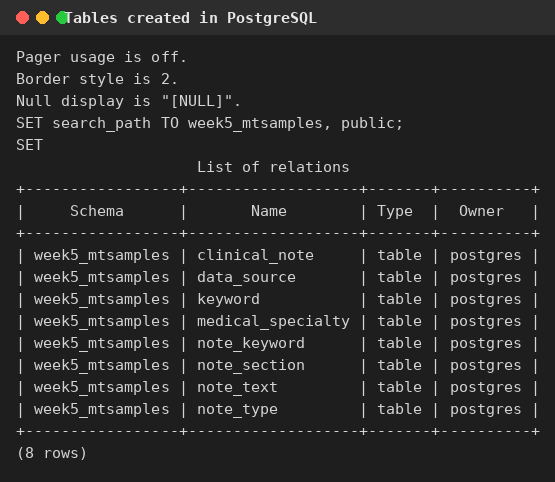 Tables created in PostgreSQL
Pager usage is off.
Border style is 2.
Null display is "[NULL]".
SET search_path TO week5_mtsamples, public;
SET
                    List of relations
+-----------------+-------------------+-------+----------+
|     Schema      |       Name        | Type  |  Owner   |
+-----------------+-------------------+-------+----------+
| week5_mtsamples | clinical_note     | table | postgres |
| week5_mtsamples | data_source       | table | postgres |
| week5_mtsamples | keyword           | table | postgres |
| week5_mtsamples | medical_specialty | table | postgres |
| week5_mtsamples | note_keyword      | table | postgres |
| week5_mtsamples | note_section      | table | postgres |
| week5_mtsamples | note_text         | table | postgres |
| week5_mtsamples | note_type         | table | postgres |
+-----------------+-------------------+-------+----------+
(8 rows)